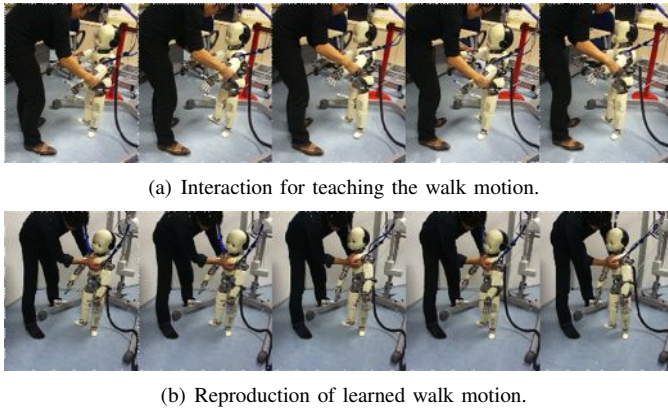 (a) Interaction for teaching the walk motion.
(b) Reproduction of learned walk motion.